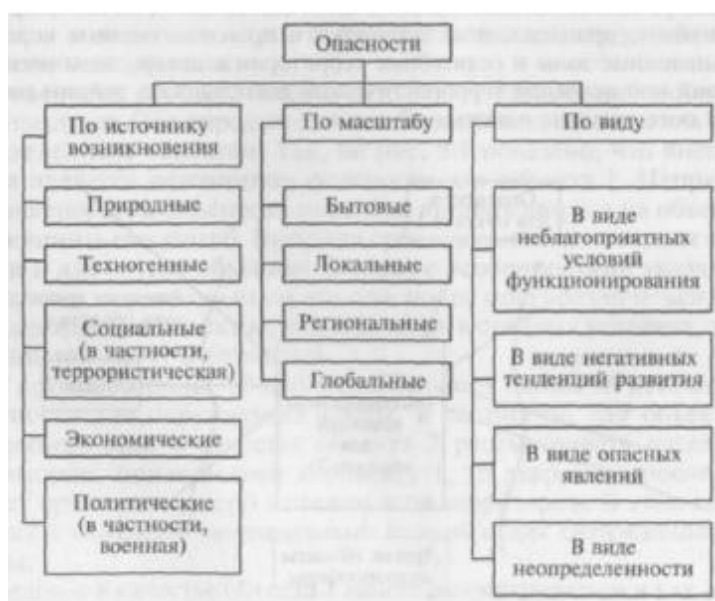 Опасности
По источнику
возникновения
По масштабу
По виду
Природные
Техногенные
Социальные
(в частности,
террористическая)
Экономические
Политические
(в частности,
военная)
Бытовые
Локальные
Региональные
Глобальные
В виде
неблагоприятных
условий
функционирования
В виде негативных
тенденций развития
В виде опасных
явлений
В виде
неопределенности